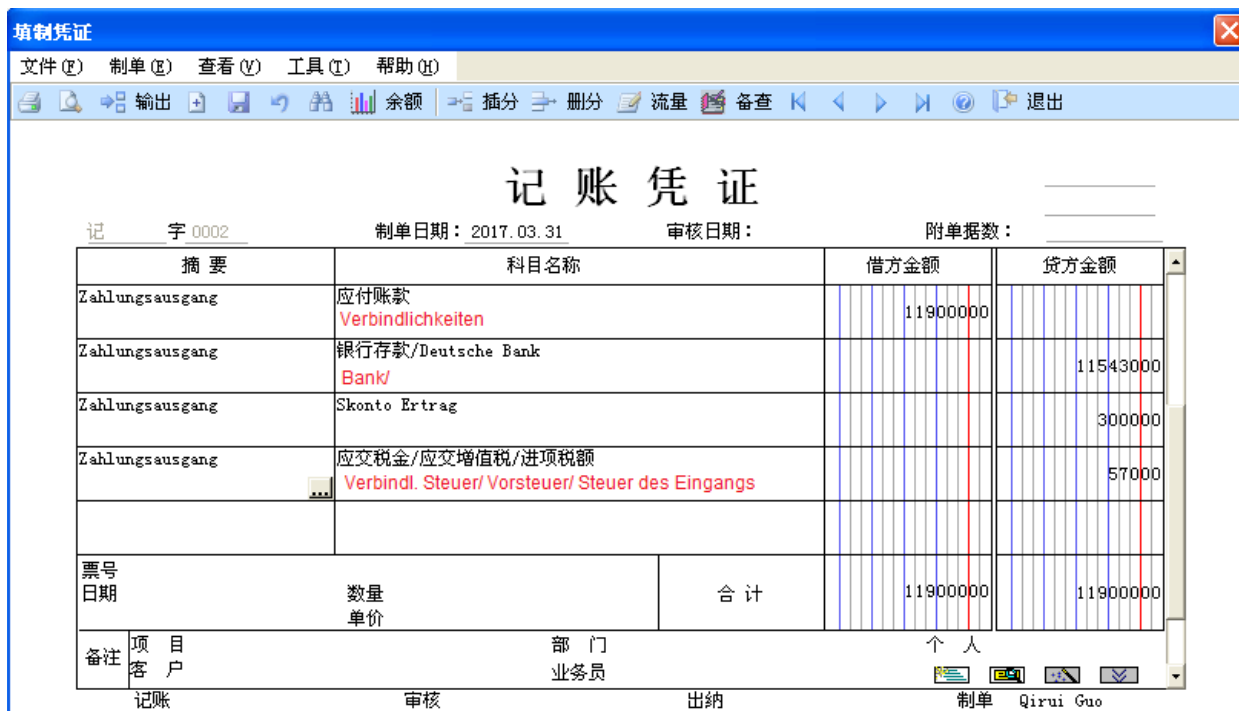 填制凭证
文件(F) 制单(E) 查看(V) 工具(T) 帮助(H)
输出 余额 插分 删分 流量 备查 退出
记 账 凭 证
记 字 0002 制单日期：2017.03.31 审核日期： 附单据数：
摘 要 科目名称 借方金额 贷方金额
Zahlungsausgang 应付账款 11900000
Verbindlichkeiten
Zahlungsausgang 银行存款/Deutsche Bank 11543000
Bank/
Zahlungsausgang Skonto Ertrag 300000
Zahlungsausgang 应交税金/应交增值税/进项税额 57000
... Verbindl. Steuer/ Vorsteuer/ Steuer des Eingangs
票号
日期 数量 合 计 11900000 11900000
单价
备注 项 目 部 门 个 人
客 户 业务员
记账 审核 出纳 制单 Qirui Guo